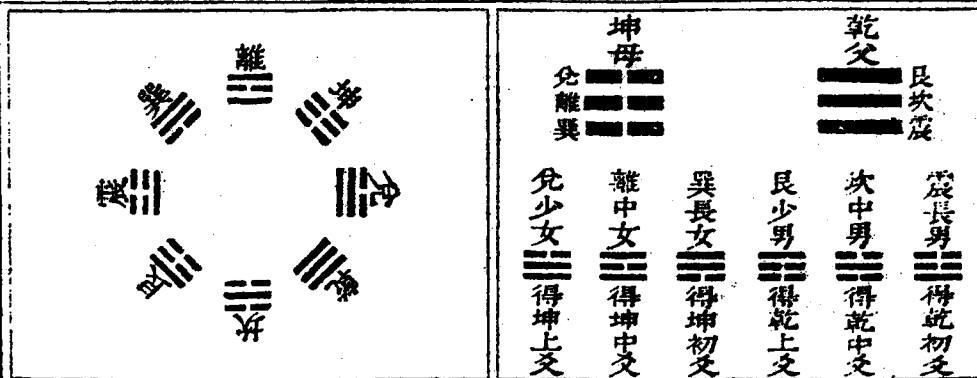 乾父
艮
坎
震
坤母
兌
離
巽
震長男
得乾初爻
坎中男
得乾中爻
艮少男
得乾上爻
巽長女
得坤初爻
離中女
得坤中爻
兌少女
得坤上爻
離
坤
兌
乾
坎
艮
震
巽